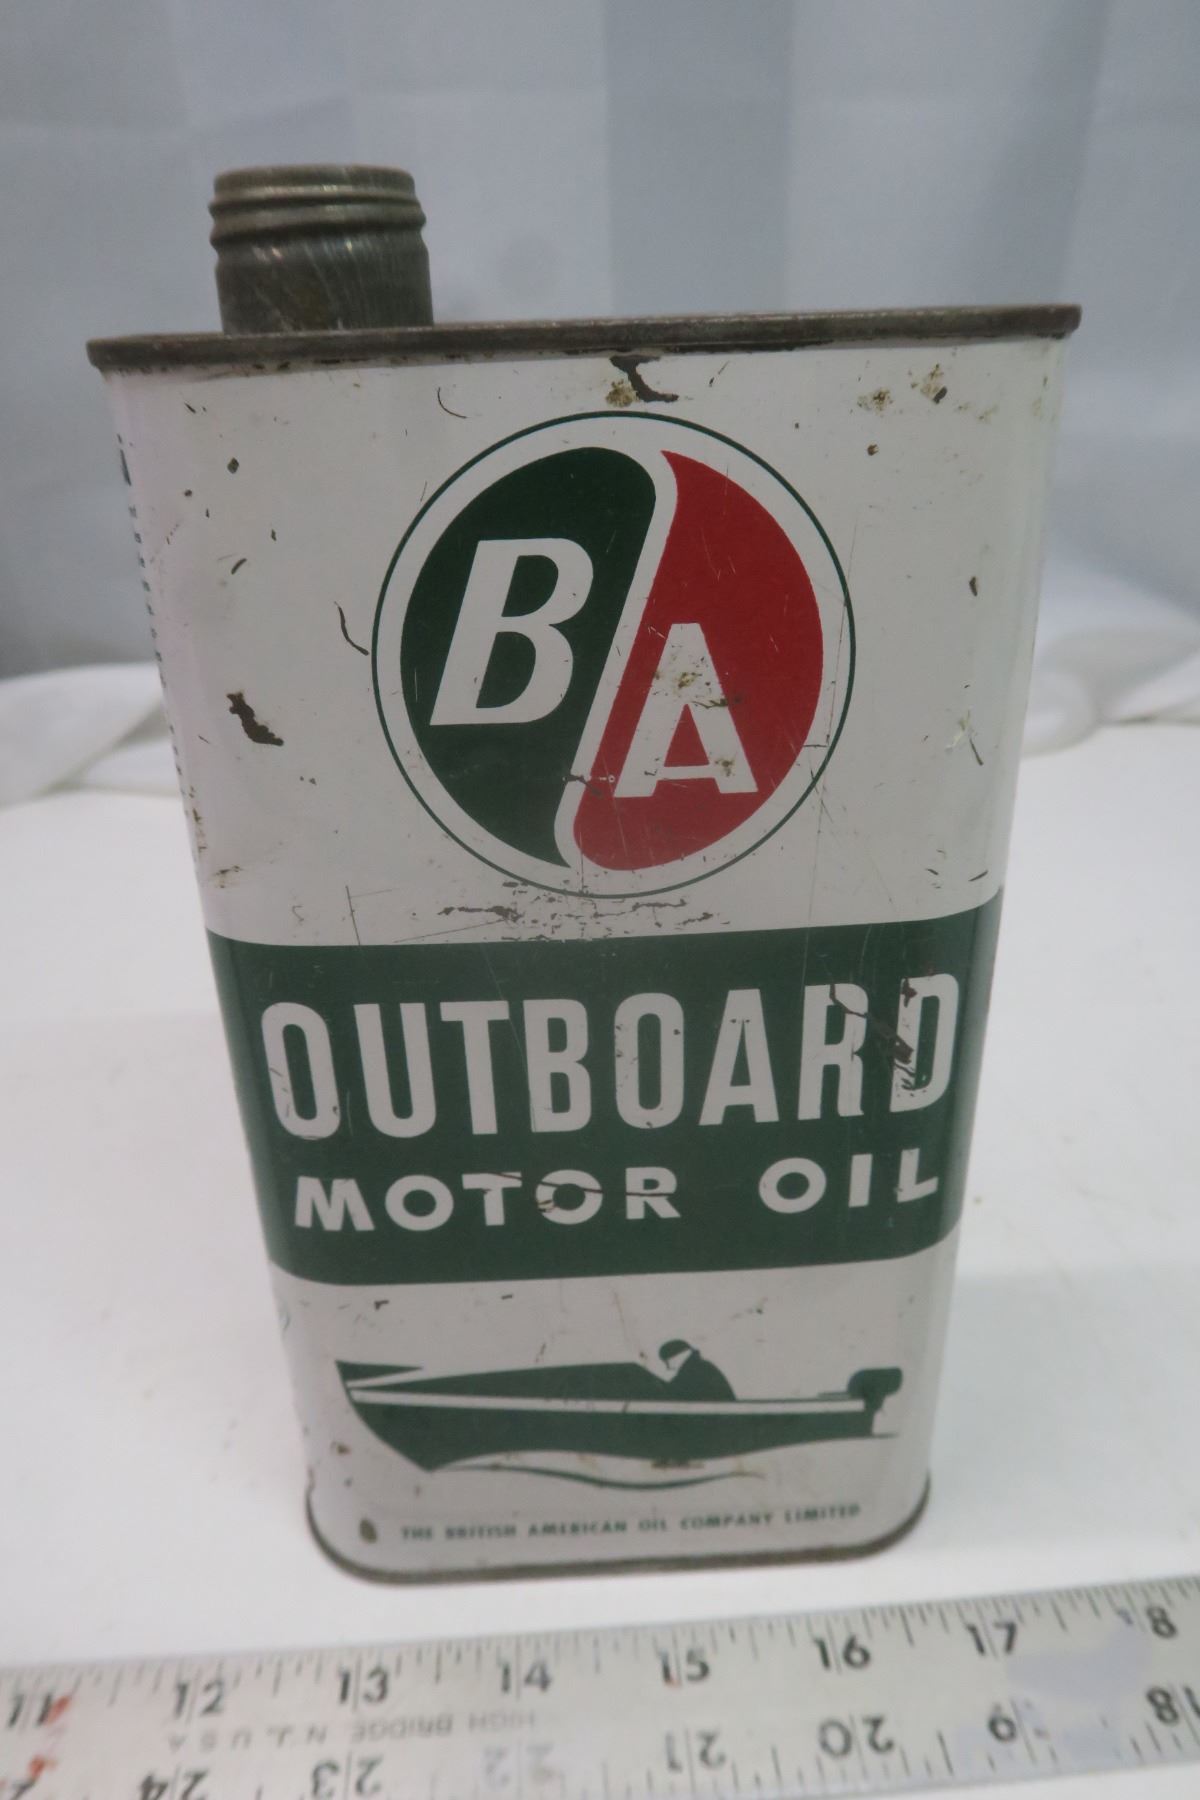 B A
OUTBOARD
MOTOR OIL
THE BRITISH AMERICAN OIL COMPANY LIMITED
11 12 13 14 15 16 17 18
HIGH BRIDGE N.J. U S A
24 23 22 21 20 19 18